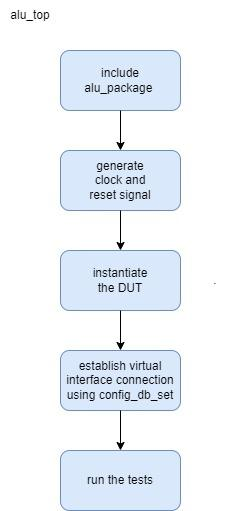 alu_top
include
alu_package
generate
clock and
reset signal
instantiate
the DUT
establish virtual
interface connection
using config_db_set
run the tests